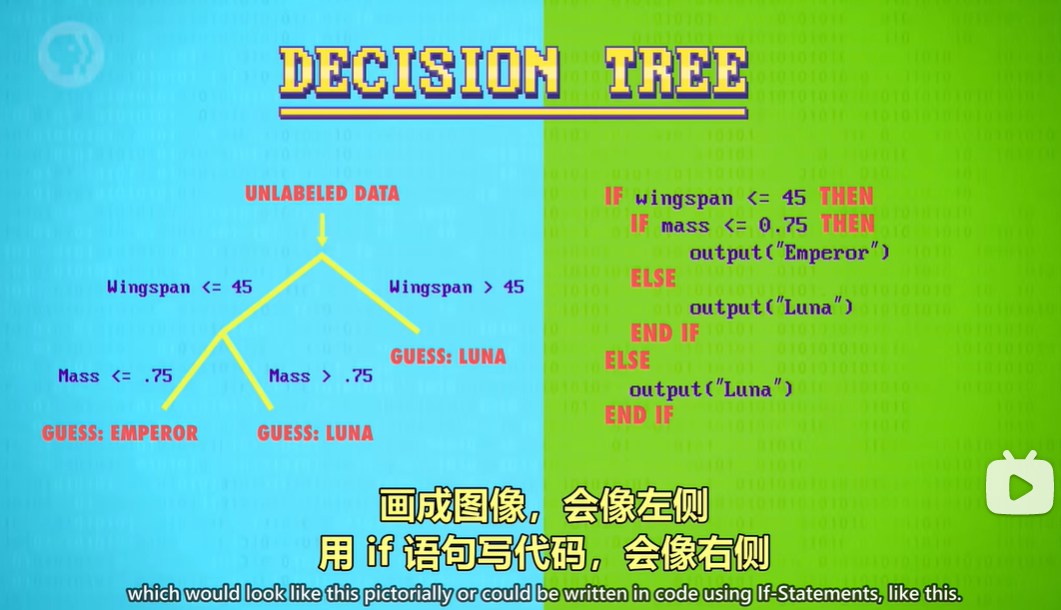 DECISION TREE
UNLABELED DATA
Wingspan <= 45
Wingspan > 45
GUESS: LUNA
Mass <= .75
Mass > .75
GUESS: EMPEROR
GUESS: LUNA
IF wingspan <= 45 THEN
IF mass <= 0.75 THEN
output("Emperor")
ELSE
output("Luna")
END IF
ELSE
output("Luna")
END IF
画成图像，会像左侧
用 if 语句写代码，会像右侧
which would look like this pictorially or could be written in code using If-Statements, like this.